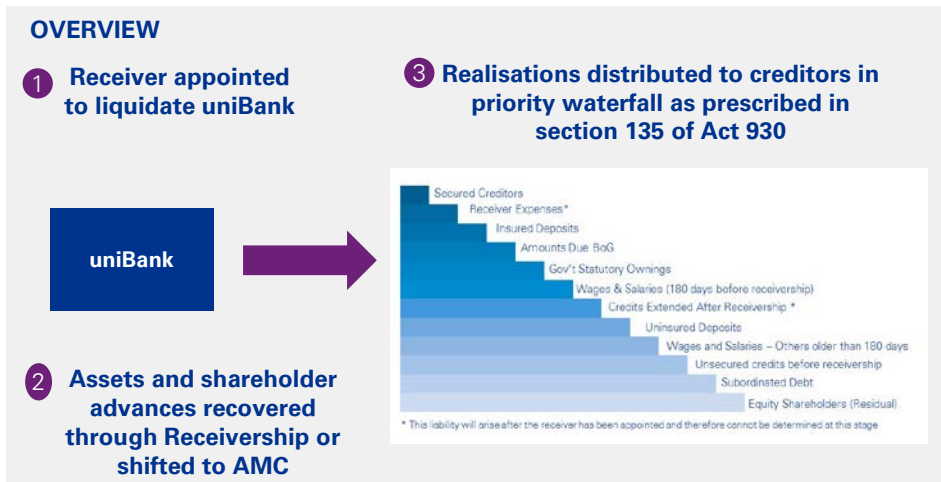 OVERVIEW
1 Receiver appointed
to liquidate uniBank
uniBank
2 Assets and shareholder
advances recovered
through Receivership or
shifted to AMC
3 Realisations distributed to creditors in
priority waterfall as prescribed in
section 135 of Act 930
Secured Creditors
Receiver Expenses*
Insured Deposits
Amounts Due BoG
Gov't Statutory Ownings
Wages & Salaries (180 days before receivership)
Credits Extended After Receivership *
Uninsured Deposits
Wages and Salaries – Others older than 180 days
Unsecured credits before receivership
Subordinated Debt
Equity Shareholders (Residual)
* This liability will arise after the receiver has been appointed and therefore cannot be determined at this stage